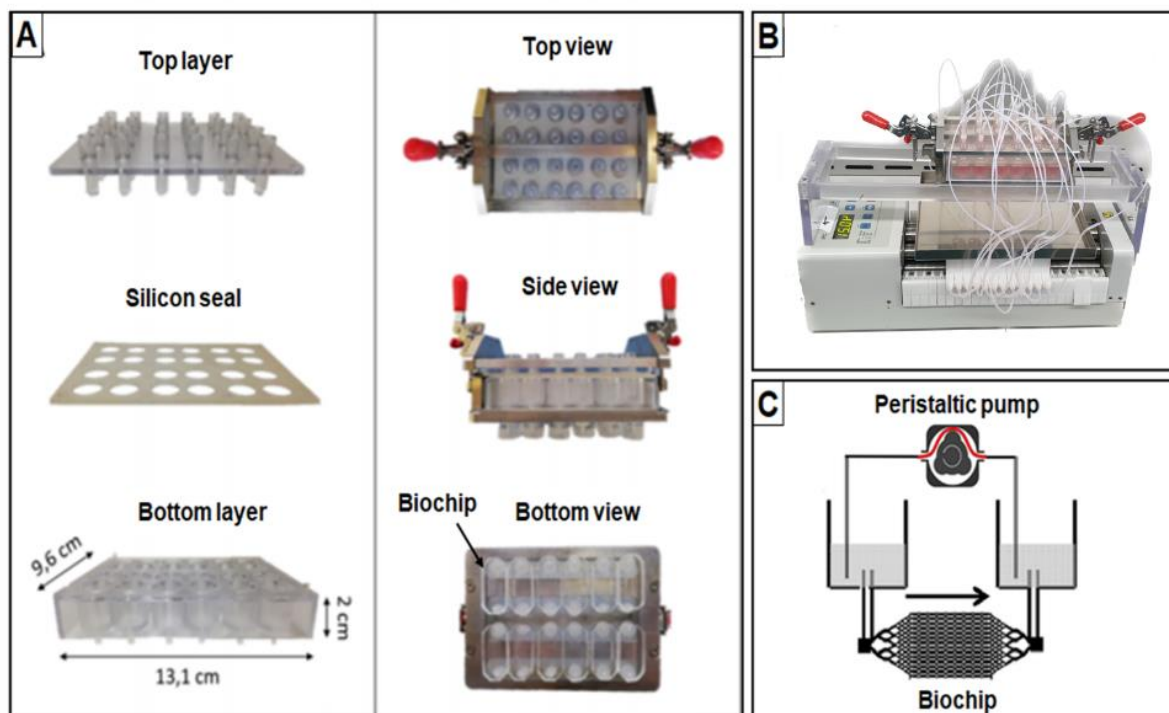 A
Top layer
Silicon seal
Bottom layer
9,6 cm
2 cm
13,1 cm
Top view
Side view
Biochip
Bottom view
B
C
Peristaltic pump
Biochip